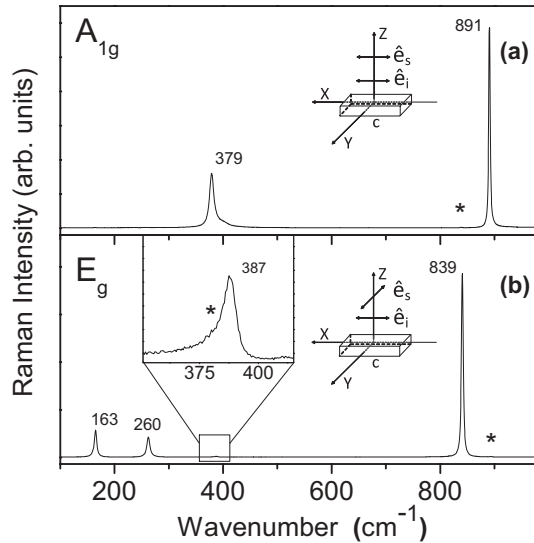 A1g
891
(a)
Z
ês
êi
X
c
Y
379
*
Raman Intensity (arb. units)
Eg
387
*
375 400
839
(b)
Z
ês
êi
X
c
Y
163
260
*
200 400 600 800
Wavenumber (cm-1)